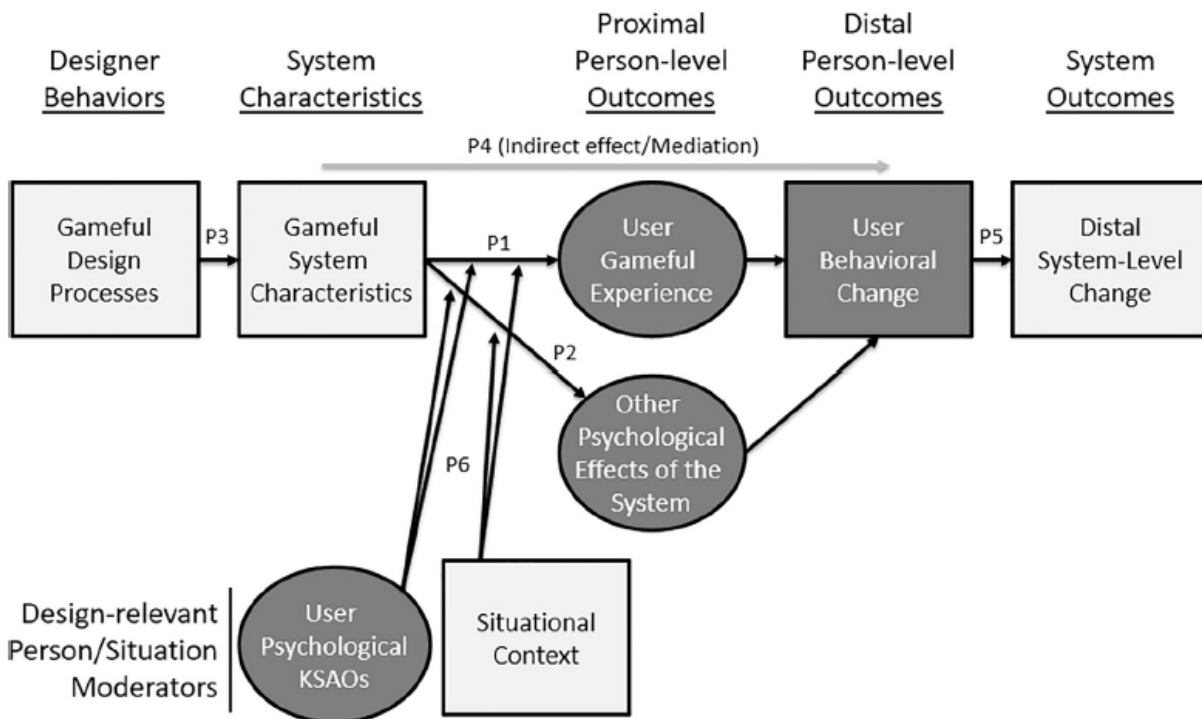 Designer
Behaviors
System
Characteristics
Proximal
Person-level
Outcomes
Distal
Person-level
Outcomes
System
Outcomes
P4 (Indirect effect/Mediation)
Gameful
Design
Processes
P3
Gameful
System
Characteristics
P1
User
Gameful
Experience
User
Behavioral
Change
P5
Distal
System-Level
Change
P2
Other
Psychological
Effects of the
System
P6
Design-relevant
Person/Situation
Moderators
User
Psychological
KSAOs
Situational
Context